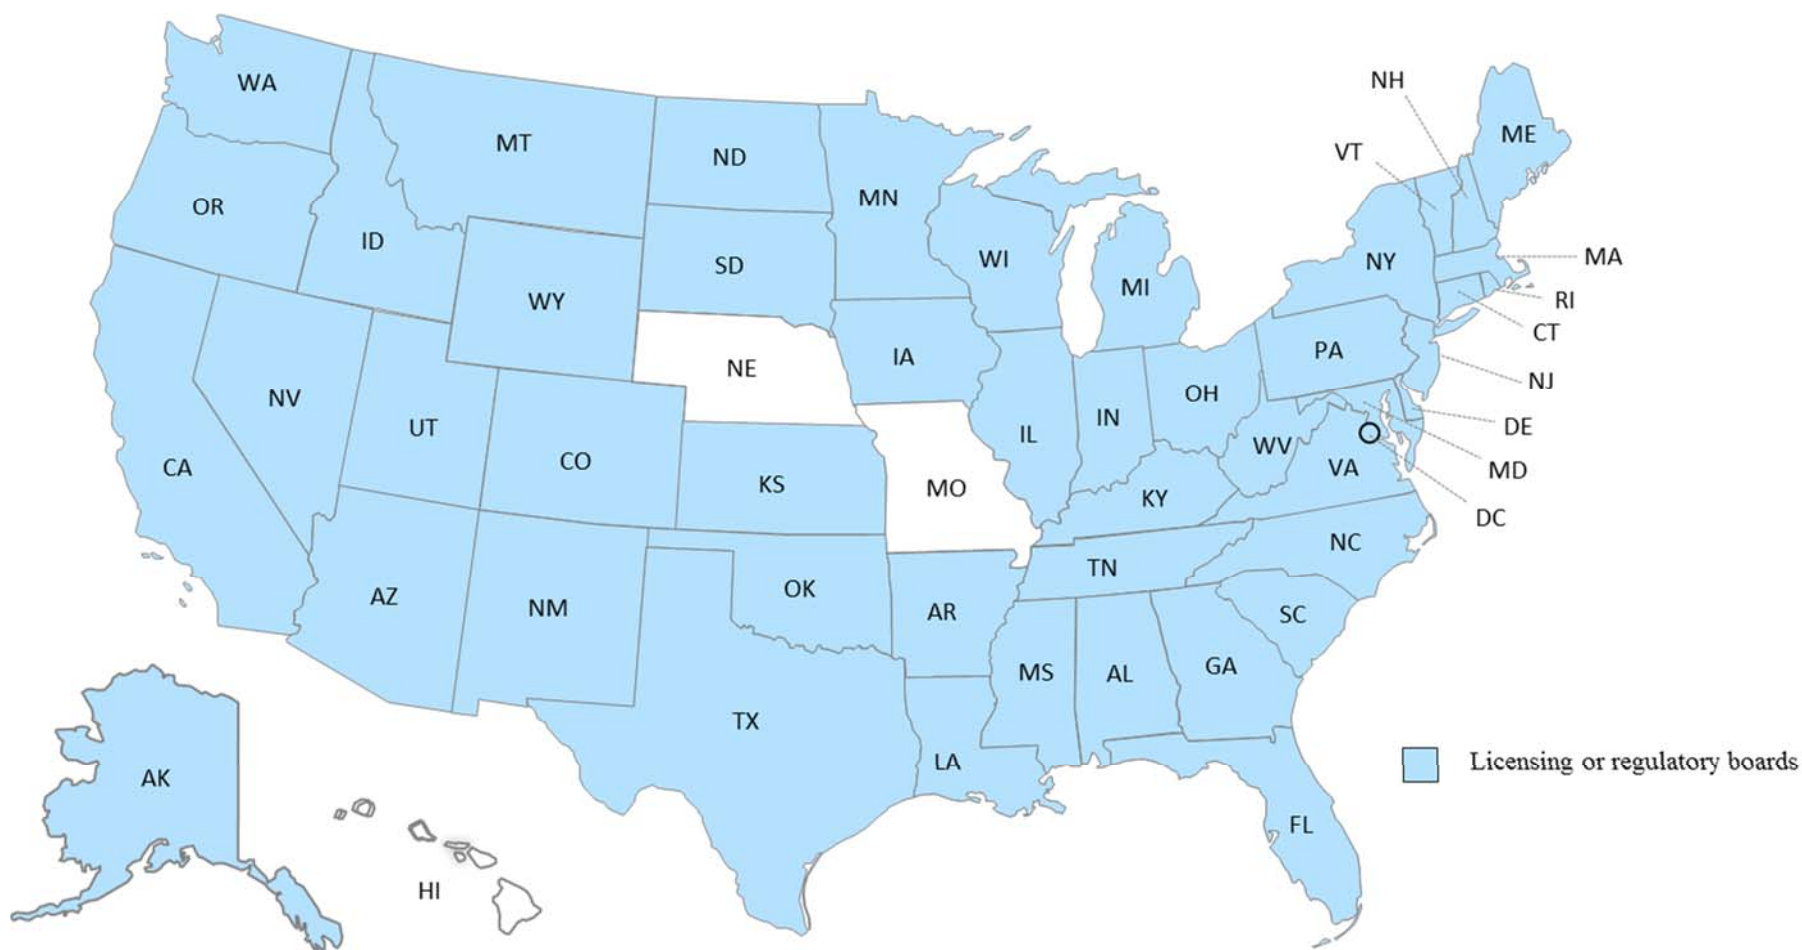 WA
MT
ND
MN
NH
ME
VT
OR
ID
SD
WI
MI
NY
MA
WY
RI
CT
NE
IA
PA
NJ
NV
UT
CO
IL
IN
OH
WV
VA
DE
MD
CA
KS
MO
KY
DC
NC
TN
AZ
NM
OK
AR
SC
MS
AL
GA
TX
LA
Licensing or regulatory boards
AK
FL
HI